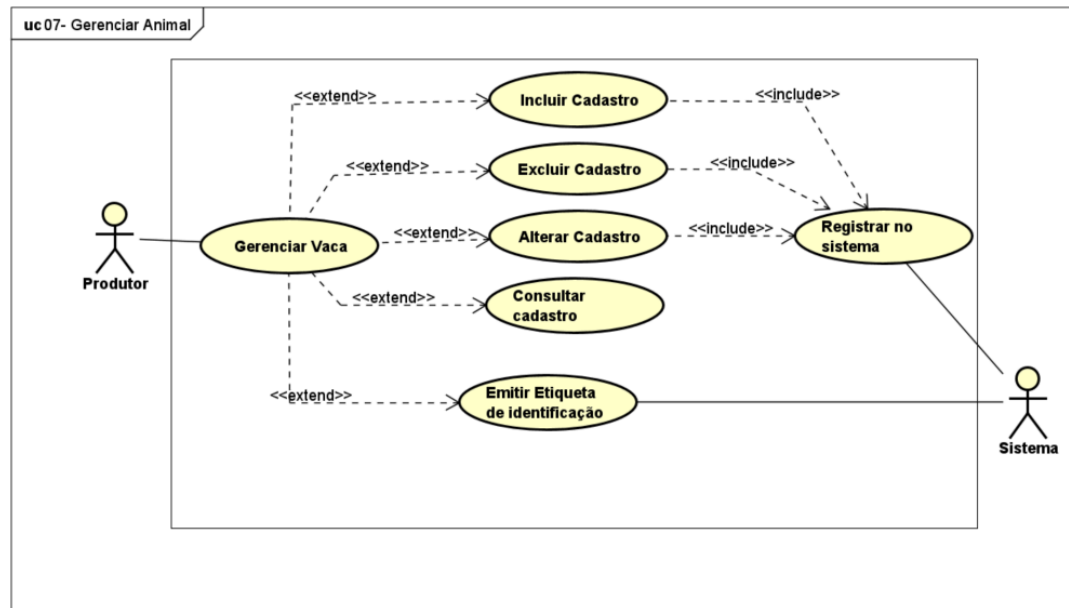 uc 07- Gerenciar Animal
<<extend>>
Incluir Cadastro
<<include>>
<<extend>>
Excluir Cadastro
<<include>>
Produtor
Gerenciar Vaca
<<extend>>
Alterar Cadastro
<<include>>
Registrar no
sistema
<<extend>>
Consultar
cadastro
<<extend>>
Emitir Etiqueta
de identificação
Sistema